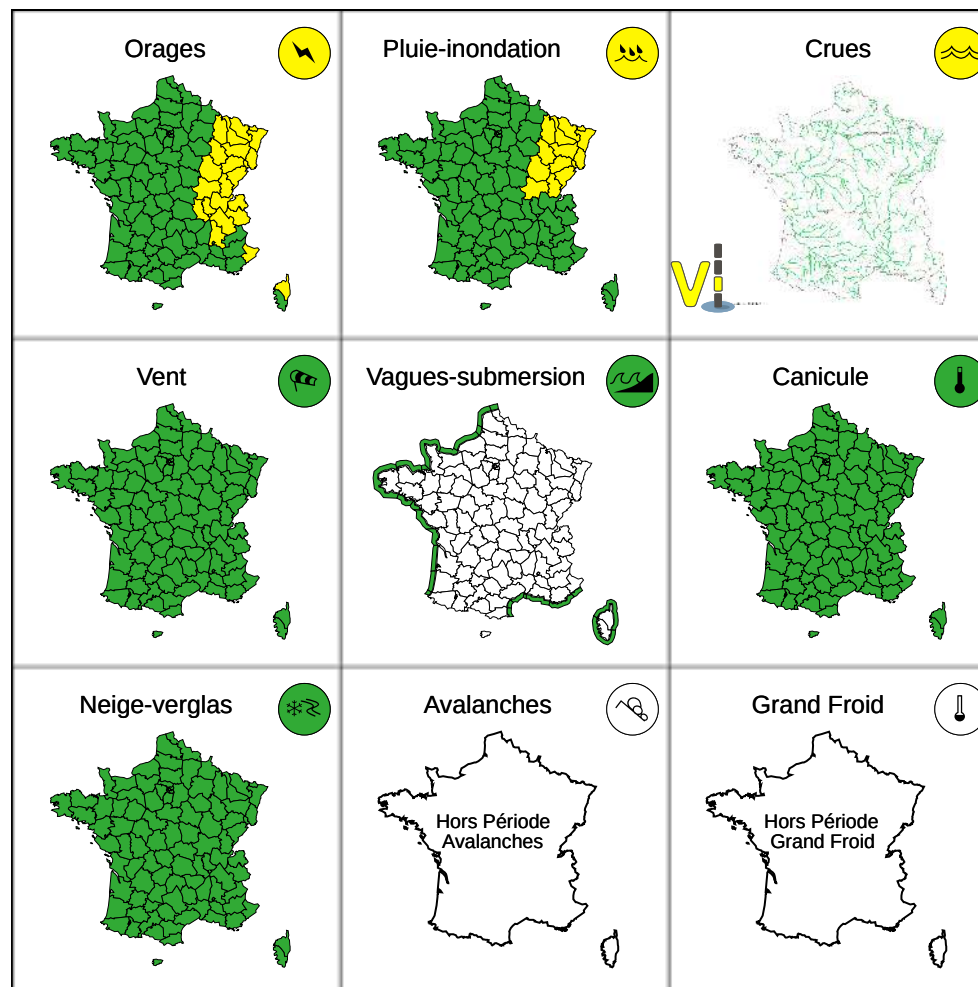 Orages
Pluie-inondation
Crues
Vi
Vent
Vagues-submersion
Canicule
Neige-verglas
Avalanches
Grand Froid
Hors Période
Avalanches
Hors Période
Grand Froid